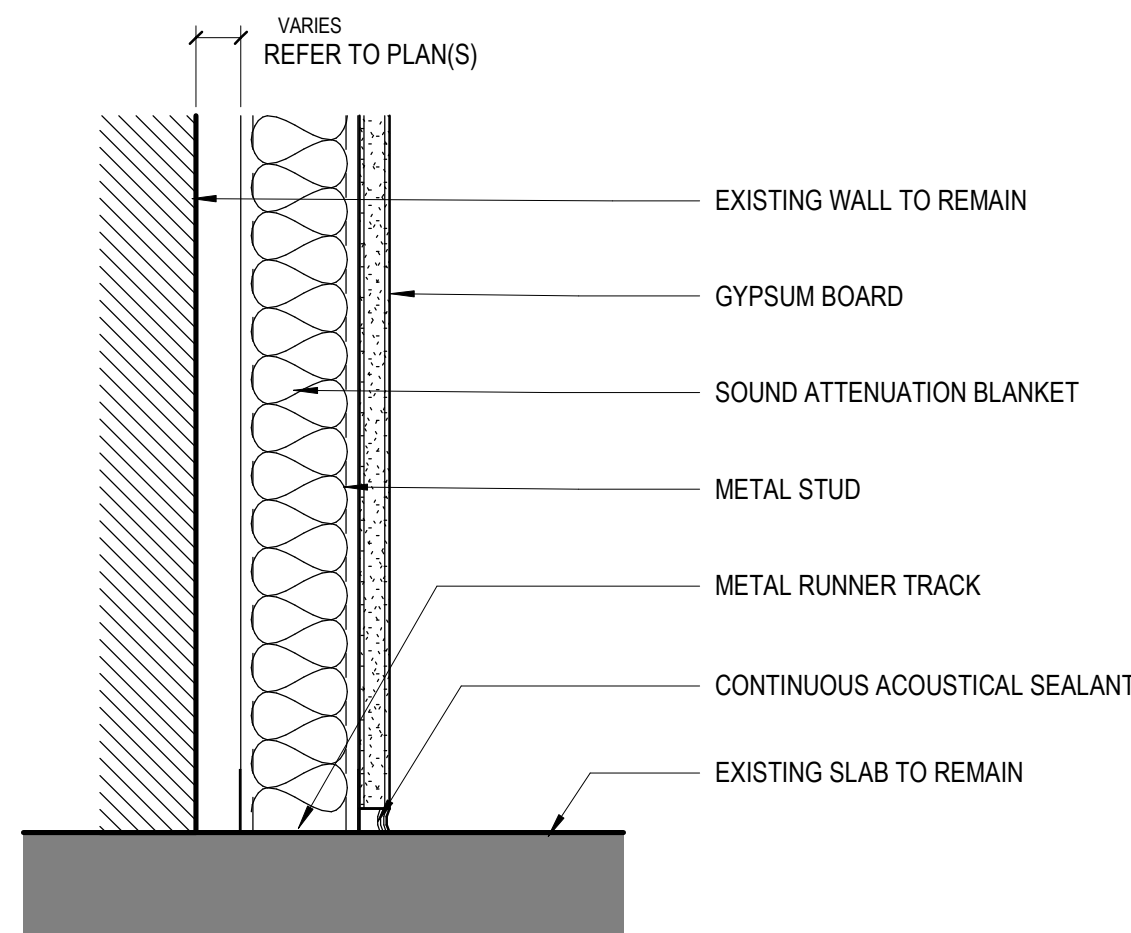 VARIES
REFER TO PLAN(S)
EXISTING WALL TO REMAIN
GYPSUM BOARD
SOUND ATTENUATION BLANKET
METAL STUD
METAL RUNNER TRACK
CONTINUOUS ACOUSTICAL SEALANT
EXISTING SLAB TO REMAIN